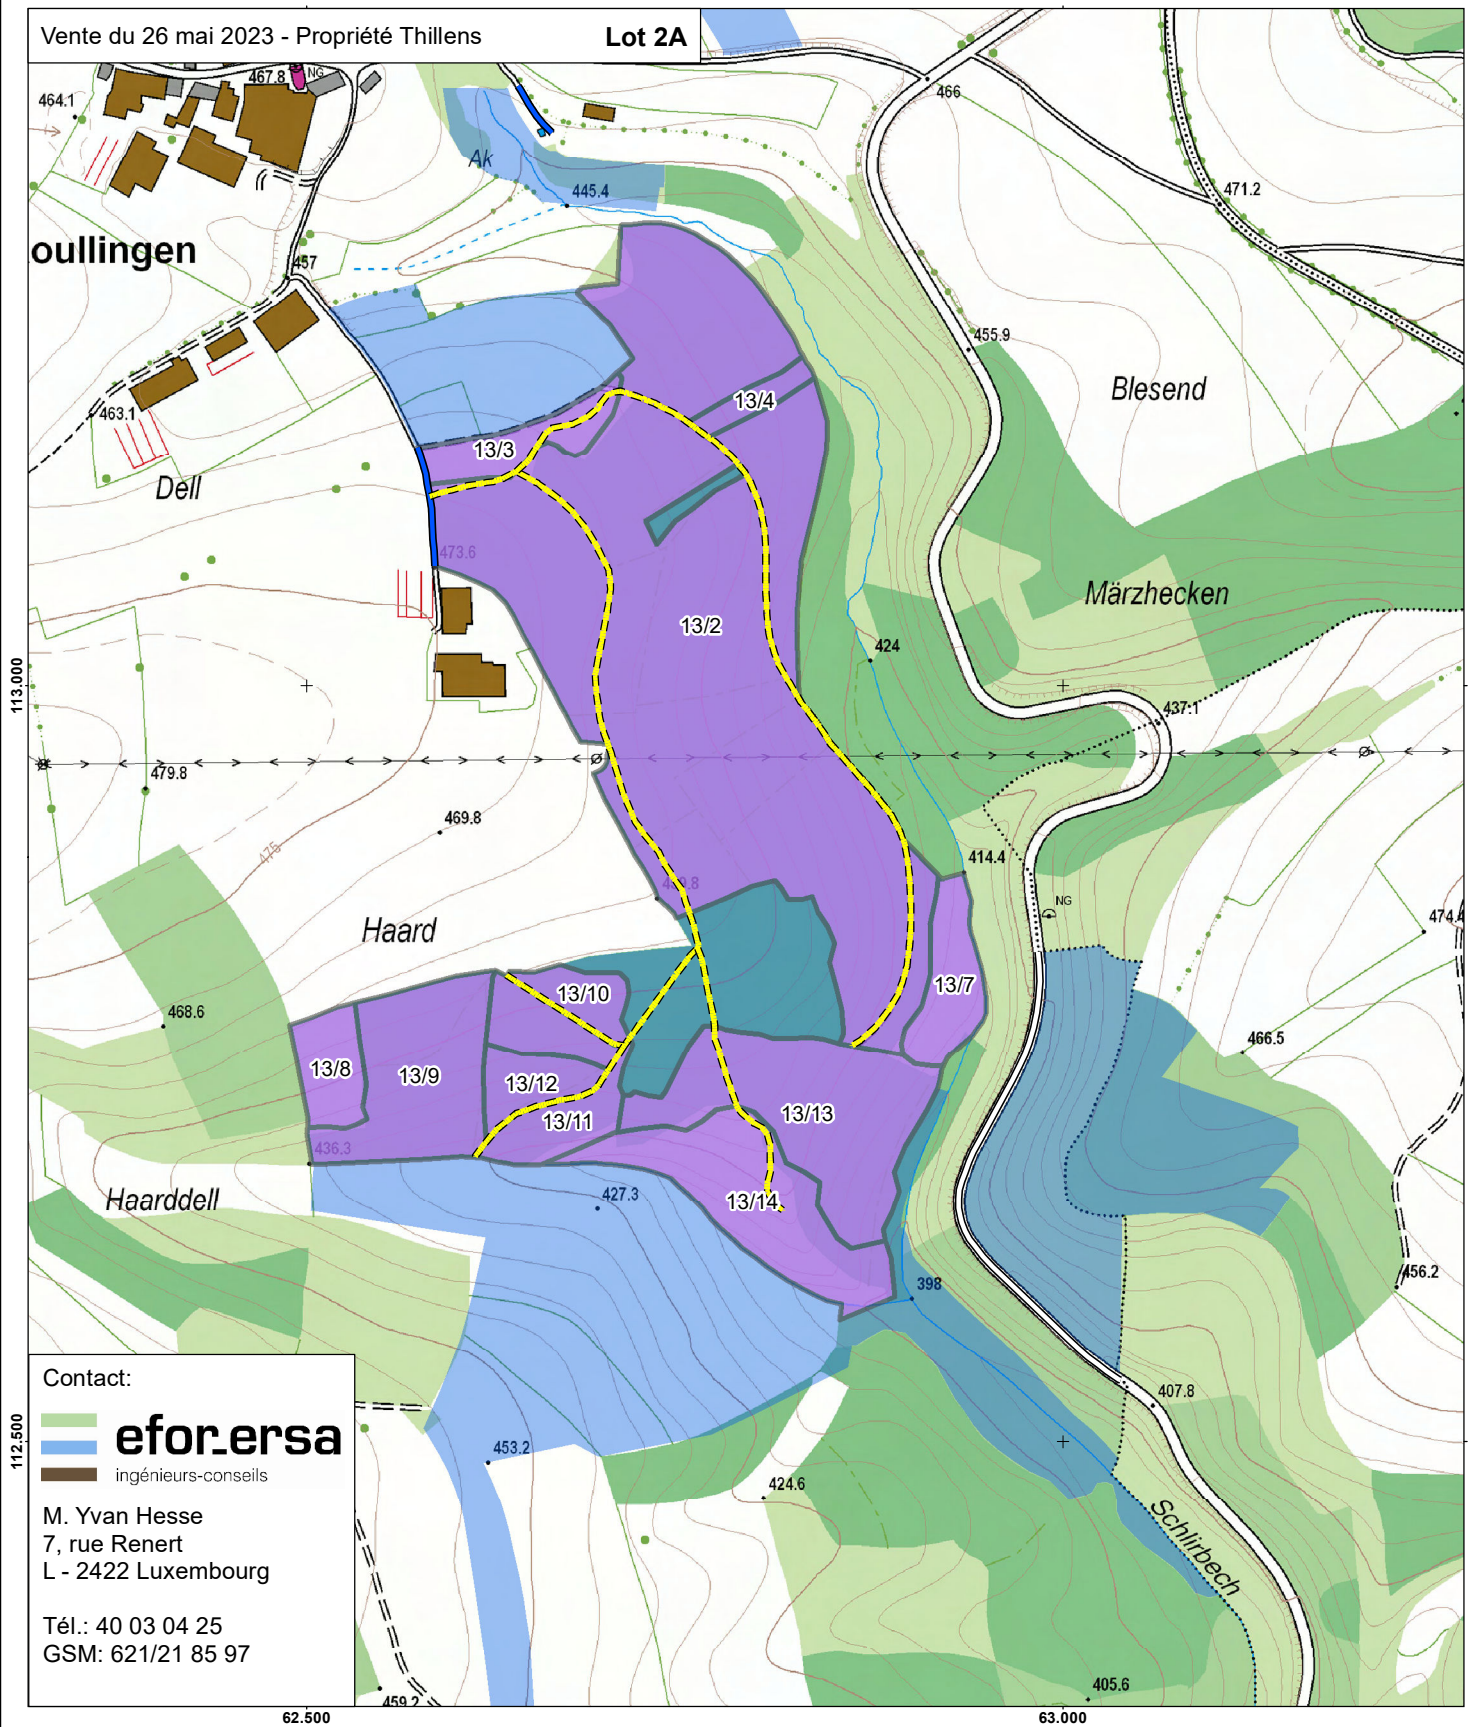 Vente du 26 mai 2023 - Propriété Thillens
Lot 2A
467.8
NG
464.1
466
Ak
445.4
471.2
oullingen
457
455.9
Blesend
13/4
463.1
13/3
Dell
473.6
Märzhecken
13/2
424
113.000
437.1
479.8
469.8
475
414.4
NG
474.4
Haard
13/10
13/7
468.6
466.5
13/8
13/9
13/12
13/11
13/13
436.3
Haarddell
427.3
13/14
398
456.2
407.8
112.500
453.2
424.6
Schlirbech
405.6
459.2
Contact:
efor_ersa
ingénieurs-conseils
M. Yvan Hesse
7, rue Renert
L - 2422 Luxembourg
Tél.: 40 03 04 25
GSM: 621/21 85 97
62.500
63.000